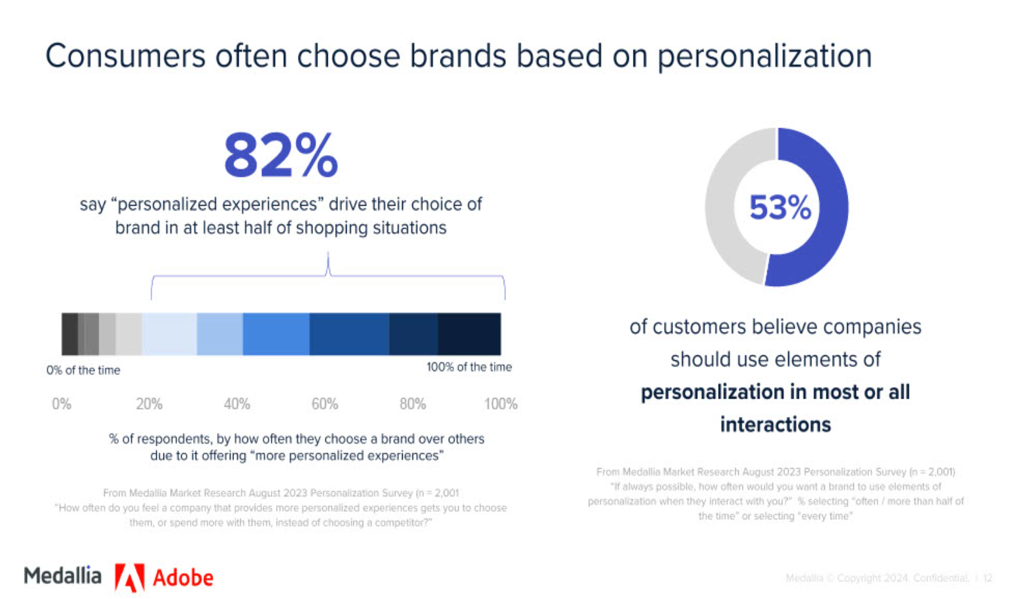 Consumers often choose brands based on personalization
82%
say “personalized experiences” drive their choice of
brand in at least half of shopping situations
0% of the time
100% of the time
0%
20%
40%
60%
80%
100%
% of respondents, by how often they choose a brand over others
due to it offering “more personalized experiences”
From Medallia Market Research August 2023 Personalization Survey (n = 2,001
“How often do you feel a company that provides more personalized experiences gets you to choose
them, or spend more with them, instead of choosing a competitor?”
53%
of customers believe companies
should use elements of
personalization in most or all
interactions
From Medallia Market Research August 2023 Personalization Survey (n = 2,001)
“If always possible, how often would you want a brand to use elements of
personalization when they interact with you?” % selecting “often / more than half of
the time” or selecting “every time”
Medallia Adobe
Medallia © Copyright 2024. Confidential. | 12